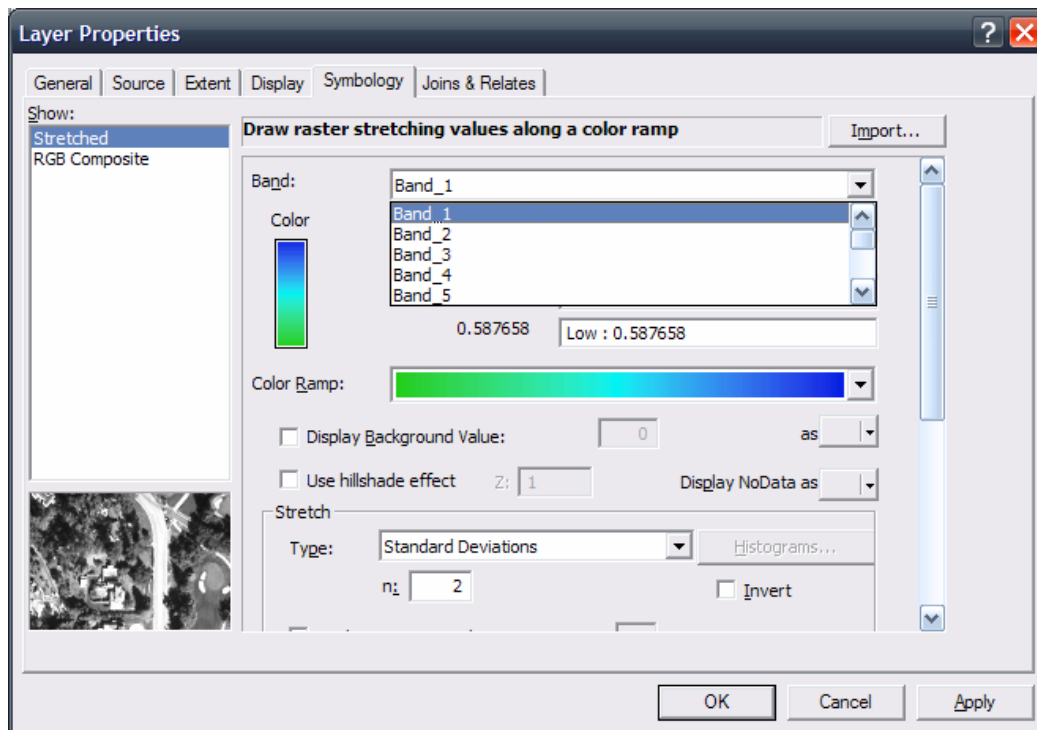 Layer Properties
General Source Extent Display Symbology Joins & Relates
Show:
Stretched
RGB Composite
Draw raster stretching values along a color ramp
Import...
Band:
Band_1
Band_1
Band_2
Band_3
Band_4
Band_5
Color
0.587658
Low : 0.587658
Color Ramp:
Display Background Value:
0
as
Use hillshade effect
Z: 1
Display NoData as
Stretch
Type:
Standard Deviations
Histograms...
n: 2
Invert
OK Cancel Apply